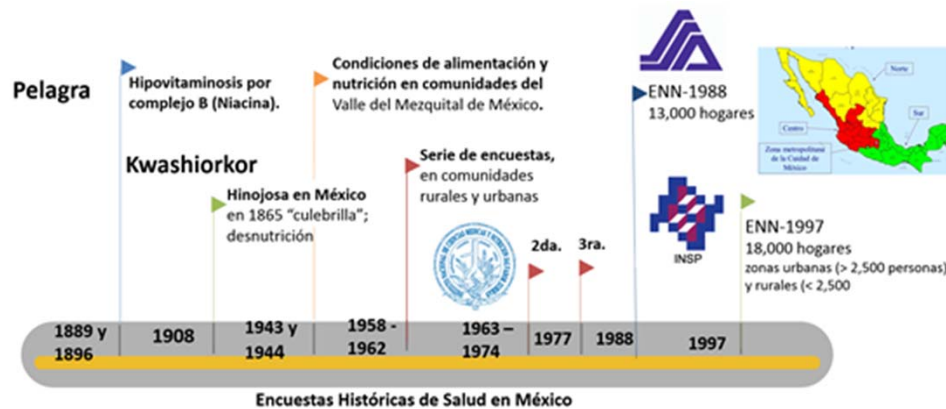 Pelagra
Hipovitaminosis por
complejo B (Niacina).
Kwashiorkor
Hinojosa en México
en 1865 "culebrilla";
desnutrición
Condiciones de alimentación y
nutrición en comunidades del
Valle del Mezquital de México.
Serie de encuestas,
en comunidades
rurales y urbanas
2da.
3ra.
ENN-1988
13,000 hogares
INSP
ENN-1997
18,000 hogares
zonas urbanas (> 2,500 personas)
y rurales (< 2,500
Norte
Centro
Sur
Zona metropolitana
de la Cuidad de
México
1889 y
1896
1908
1943 y
1944
1958 -
1962
1963 –
1974
1977
1988
1997
Encuestas Históricas de Salud en México